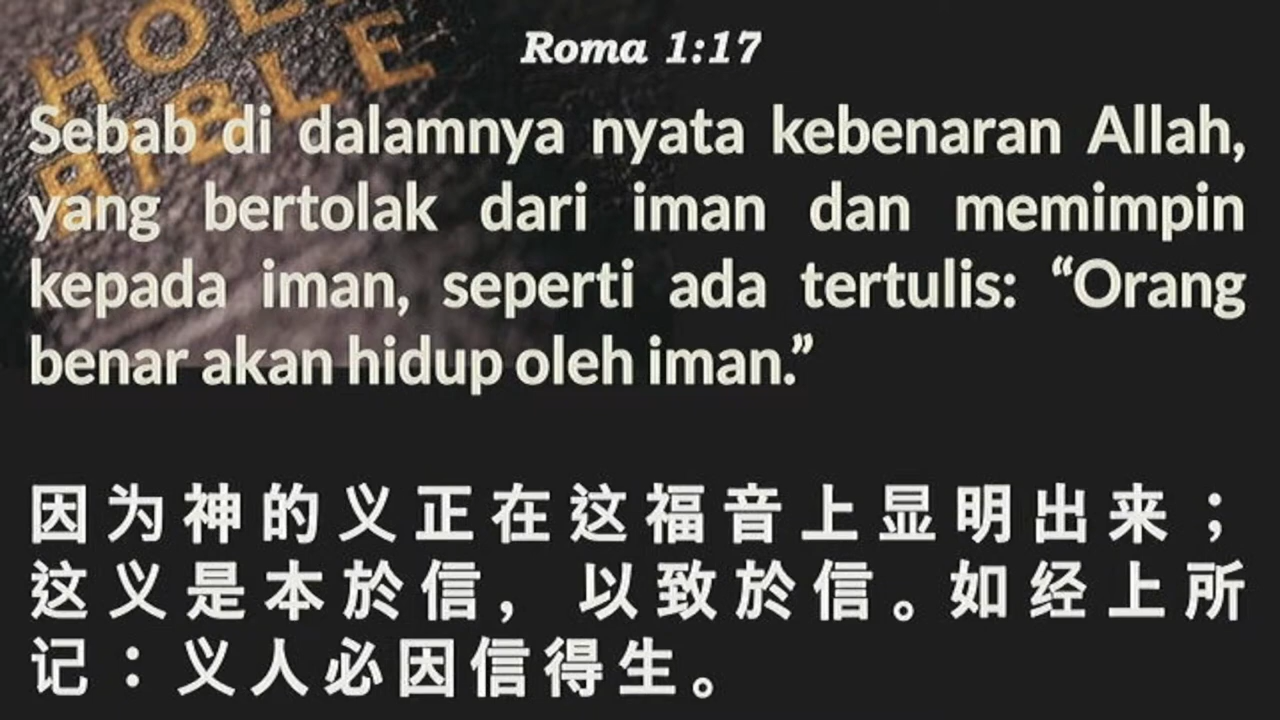 HOLY
BIBLE
Roma 1:17
Sebab di dalamnya nyata kebenaran Allah,
yang bertolak dari iman dan memimpin
kepada iman, seperti ada tertulis: “Orang
benar akan hidup oleh iman.”
因为神的义正在这福音上显明出来；
这义是本於信，以致於信。如经上所
记：义人必因信得生。